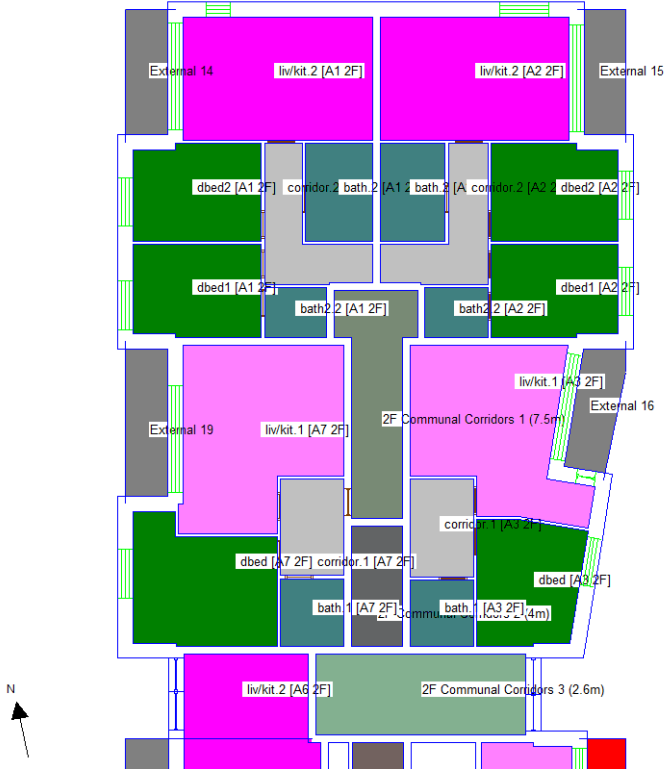 External 14
liv/kit.2 [A1 2F]
liv/kit.2 [A2 2F]
External 15
dbed2 [A1 2F]
corridor.2
bath.2 [A1 2
bath.2 [A
corridor.2 [A2 2
dbed2 [A2 2F]
dbed1 [A1 2F]
dbed1 [A2 2F]
bath2.2 [A1 2F]
bath2.2 [A2 2F]
liv/kit.1 [A3 2F]
External 16
2F Communal Corridors 1 (7.5m)
External 19
liv/kit.1 [A7 2F]
corridor.1 [A3 2F]
dbed [A7 2F]
corridor.1 [A7 2F]
dbed [A3 2F]
bath.1 [A7 2F]
bath.1 [A3 2F]
2F Communal Corridors 2 (4m)
liv/kit.2 [A6 2F]
2F Communal Corridors 3 (2.6m)
N